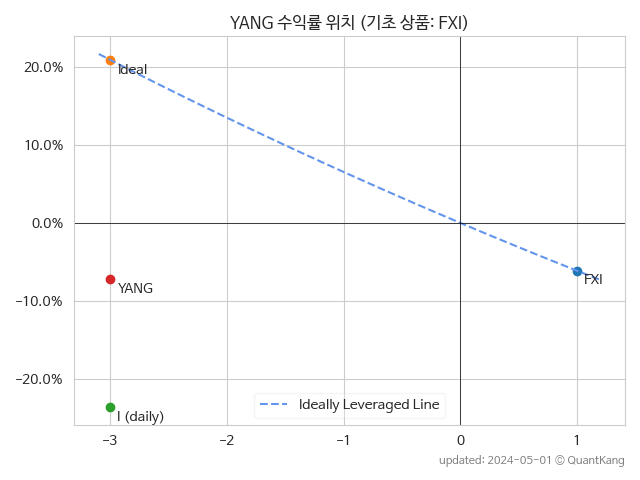 YANG 수익률 위치 (기초 상품: FXI)
20.0%
10.0%
0.0%
−10.0%
−20.0%
Ideal
FXI
YANG
I (daily)
Ideally Leveraged Line
−3
−2
−1
0
1
updated: 2024-05-01 © QuantKang